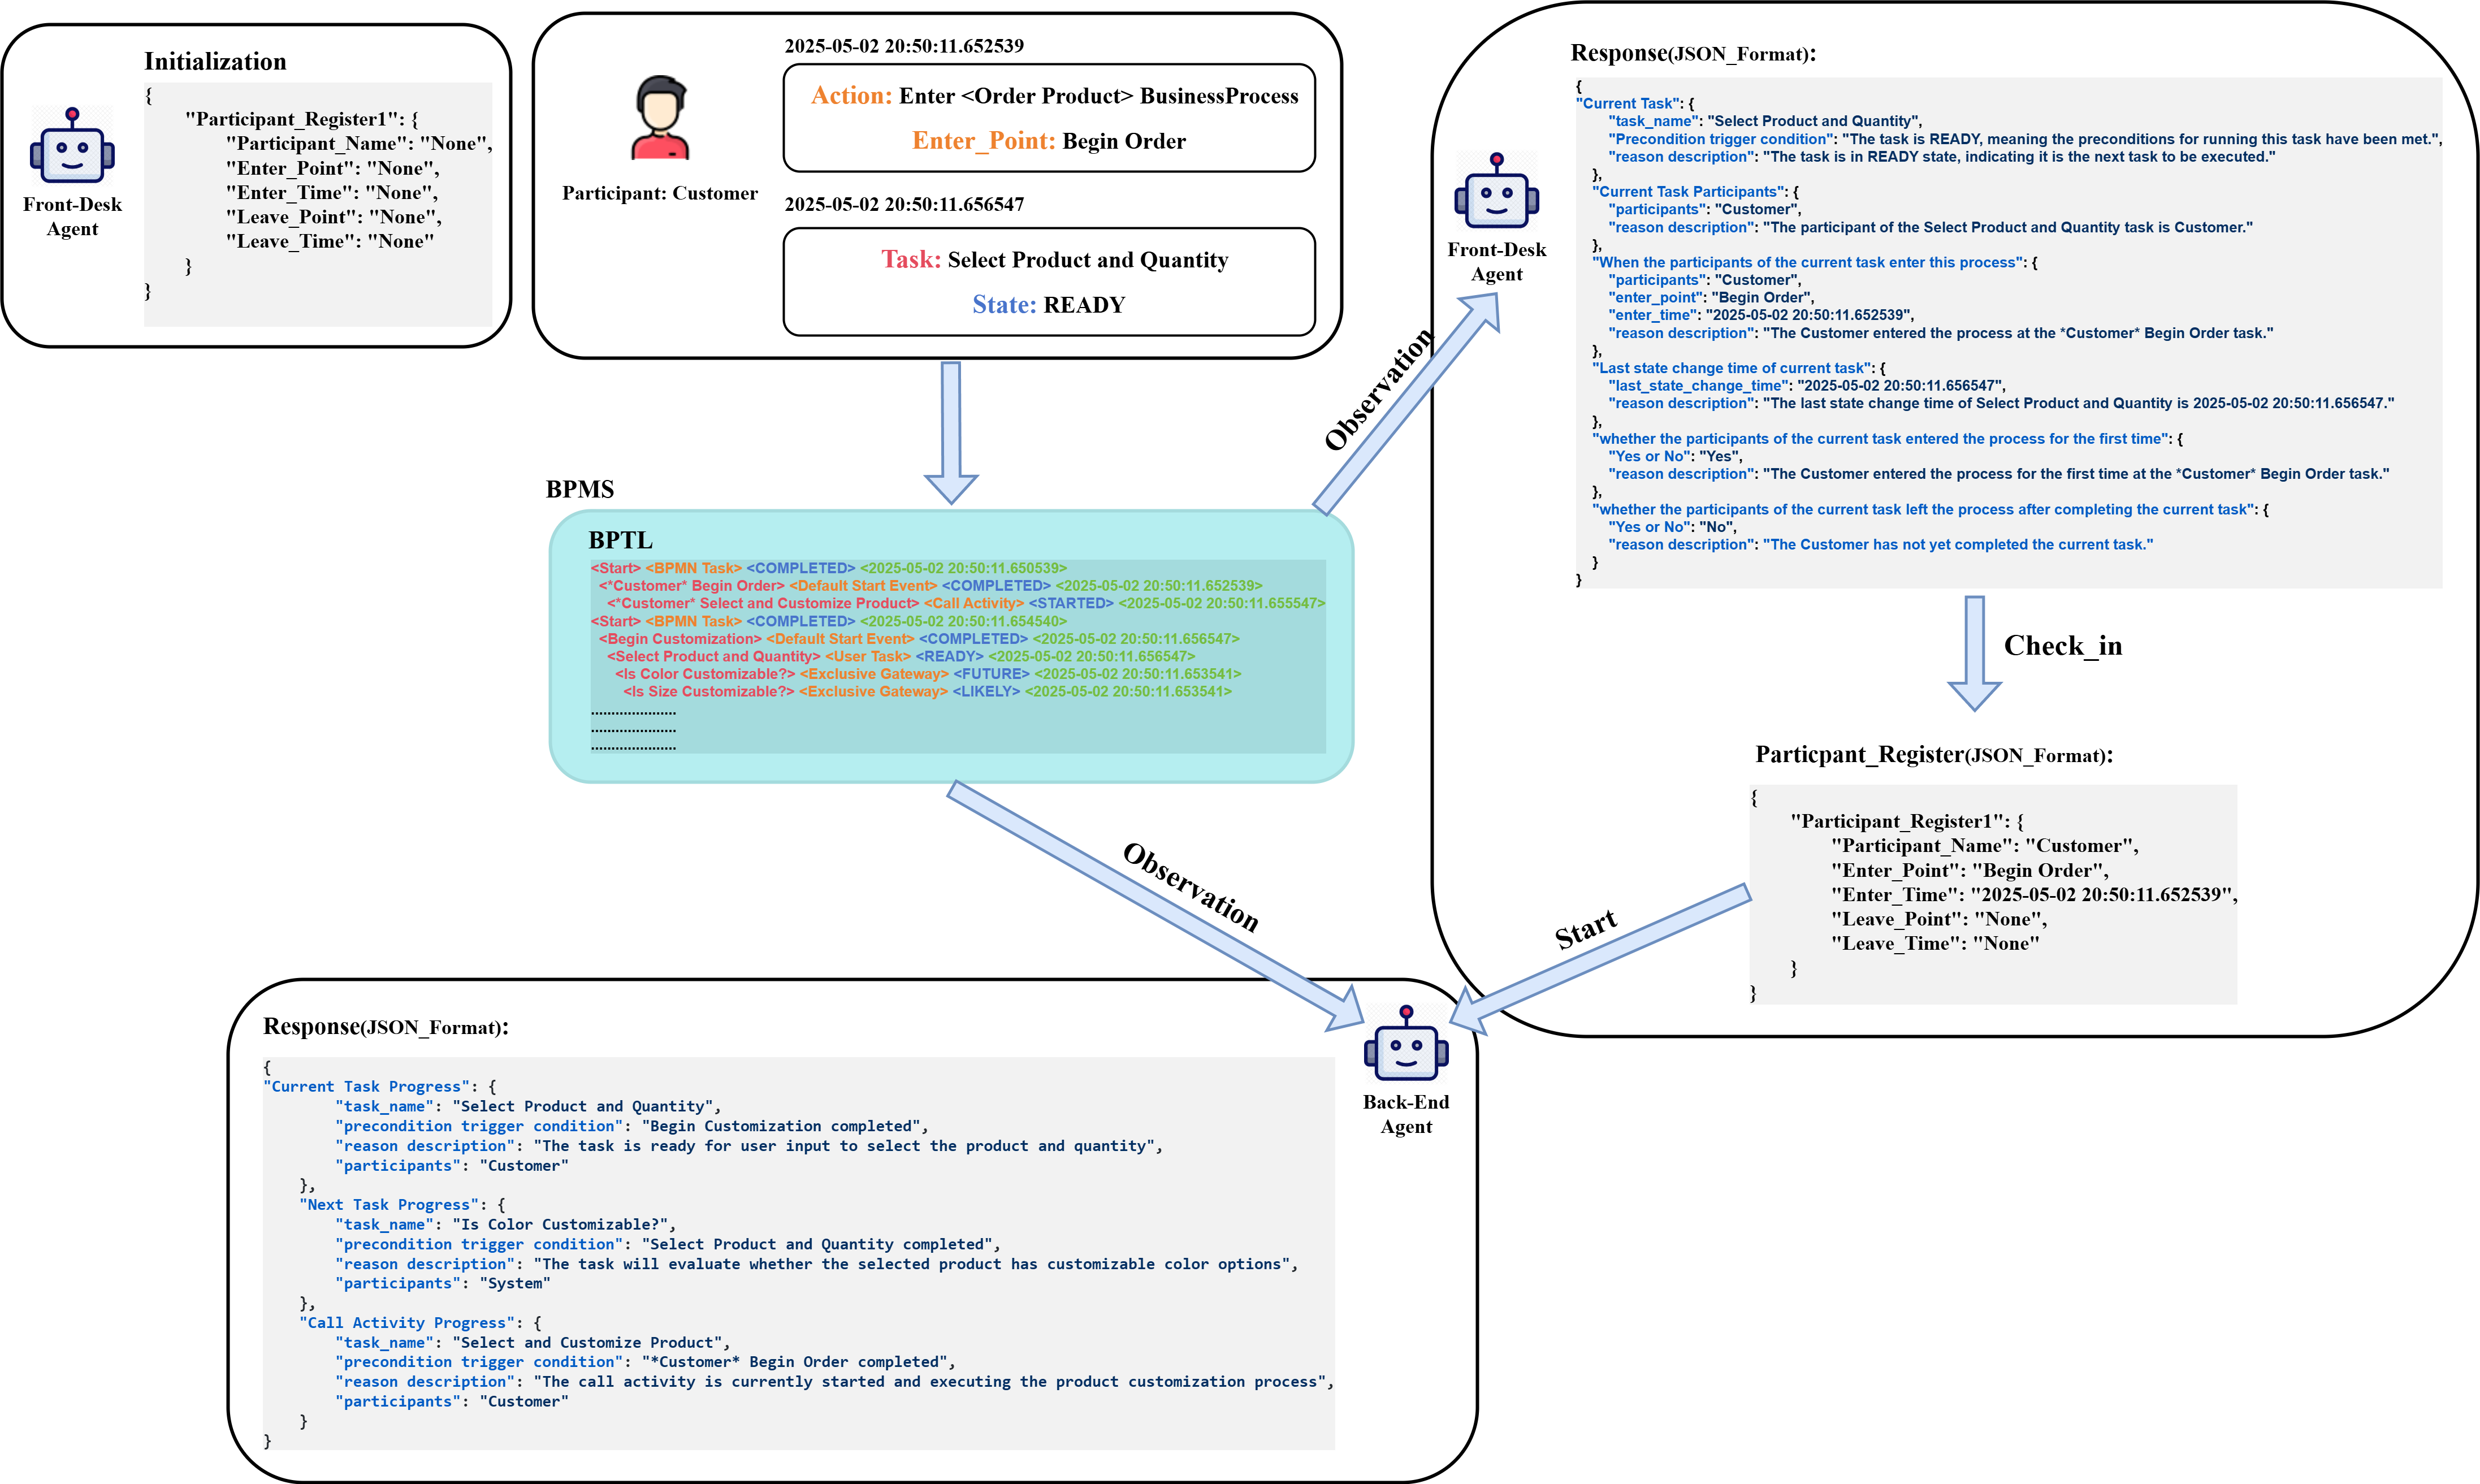 Initialization
{
"Participant_Register1": {
"Participant_Name": "None",
"Enter_Point": "None",
"Enter_Time": "None",
"Leave_Point": "None",
"Leave_Time": "None"
}
}
Front-Desk
Agent
2025-05-02 20:50:11.652539
Action: Enter <Order Product> BusinessProcess
Enter_Point: Begin Order
Participant: Customer
2025-05-02 20:50:11.656547
Task: Select Product and Quantity
State: READY
Observation
BPMS
BPTL
<Start> <BPMN Task> <COMPLETED> <2025-05-02 20:50:11.650539>
<*Customer* Begin Order> <Default Start Event> <COMPLETED> <2025-05-02 20:50:11.652539>
<*Customer* Select and Customize Product> <Call Activity> <STARTED> <2025-05-02 20:50:11.655547>
<Start> <BPMN Task> <COMPLETED> <2025-05-02 20:50:11.654540>
<Begin Customization> <Default Start Event> <COMPLETED> <2025-05-02 20:50:11.656547>
<Select Product and Quantity> <User Task> <READY> <2025-05-02 20:50:11.656547>
<Is Color Customizable?> <Exclusive Gateway> <FUTURE> <2025-05-02 20:50:11.653541>
<Is Size Customizable?> <Exclusive Gateway> <LIKELY> <2025-05-02 20:50:11.653541>
.....................
.....................
.....................
Front-Desk
Agent
Response(JSON_Format):
{
"Current Task": {
"task_name": "Select Product and Quantity",
"Precondition trigger condition": "The task is READY, meaning the preconditions for running this task have been met.",
"reason description": "The task is in READY state, indicating it is the next task to be executed."
},
"Current Task Participants": {
"participants": "Customer",
"reason description": "The participant of the Select Product and Quantity task is Customer."
},
"When the participants of the current task enter this process": {
"participants": "Customer",
"enter_point": "Begin Order",
"enter_time": "2025-05-02 20:50:11.652539",
"reason description": "The Customer entered the process at the *Customer* Begin Order task."
},
"Last state change time of current task": {
"last_state_change_time": "2025-05-02 20:50:11.656547",
"reason description": "The last state change time of Select Product and Quantity is 2025-05-02 20:50:11.656547."
},
"whether the participants of the current task entered the process for the first time": {
"Yes or No": "Yes",
"reason description": "The Customer entered the process for the first time at the *Customer* Begin Order task."
},
"whether the participants of the current task left the process after completing the current task": {
"Yes or No": "No",
"reason description": "The Customer has not yet completed the current task."
}
}
Check_in
Particpant_Register(JSON_Format):
{
"Participant_Register1": {
"Participant_Name": "Customer",
"Enter_Point": "Begin Order",
"Enter_Time": "2025-05-02 20:50:11.652539",
"Leave_Point": "None",
"Leave_Time": "None"
}
}
Observation
Start
Back-End
Agent
Response(JSON_Format):
{
"Current Task Progress": {
"task_name": "Select Product and Quantity",
"precondition trigger condition": "Begin Customization completed",
"reason description": "The task is ready for user input to select the product and quantity",
"participants": "Customer"
},
"Next Task Progress": {
"task_name": "Is Color Customizable?",
"precondition trigger condition": "Select Product and Quantity completed",
"reason description": "The task will evaluate whether the selected product has customizable color options",
"participants": "System"
},
"Call Activity Progress": {
"task_name": "Select and Customize Product",
"precondition trigger condition": "*Customer* Begin Order completed",
"reason description": "The call activity is currently started and executing the product customization process",
"participants": "Customer"
}
}